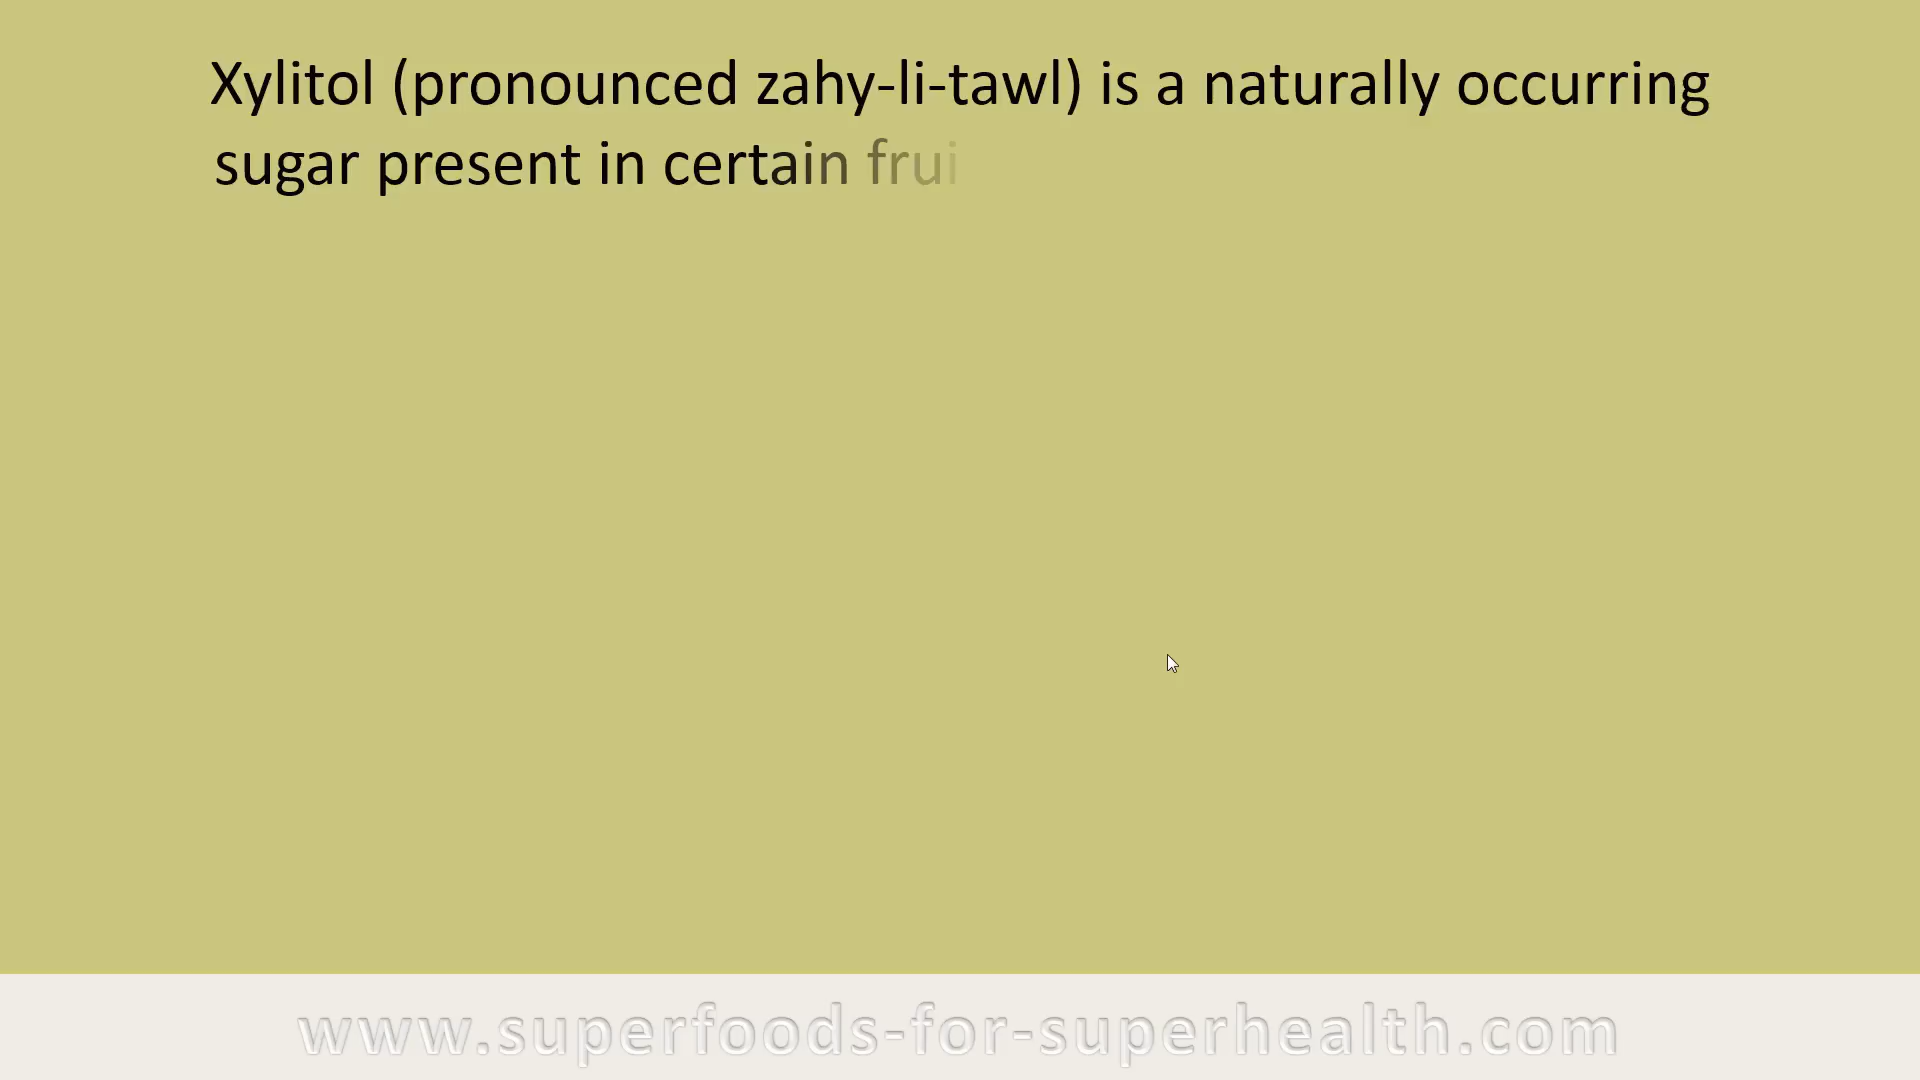 Xylitol (pronounced zahy-li-tawl) is a naturally occurring
sugar present in certain frui
www.superfoods-for-superhealth.com